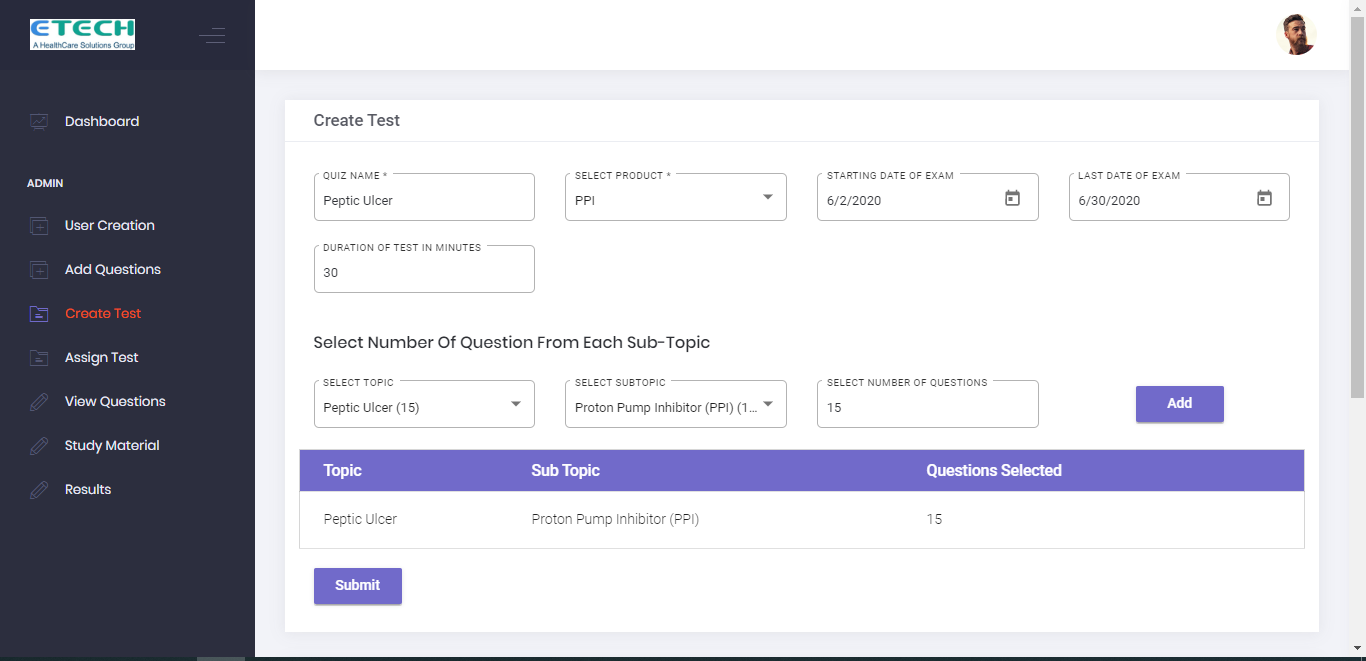 ETECH
A HealthCare Solutions Group
Dashboard
ADMIN
User Creation
Add Questions
Create Test
Assign Test
View Questions
Study Material
Results
Create Test
QUIZ NAME *
Peptic Ulcer
SELECT PRODUCT *
PPI
STARTING DATE OF EXAM
6/2/2020
LAST DATE OF EXAM
6/30/2020
DURATION OF TEST IN MINUTES
30
Select Number Of Question From Each Sub-Topic
SELECT TOPIC
Peptic Ulcer (15)
SELECT SUBTOPIC
Proton Pump Inhibitor (PPI) (1...
SELECT NUMBER OF QUESTIONS
15
Add
Topic Sub Topic Questions Selected
Peptic Ulcer Proton Pump Inhibitor (PPI) 15
Submit